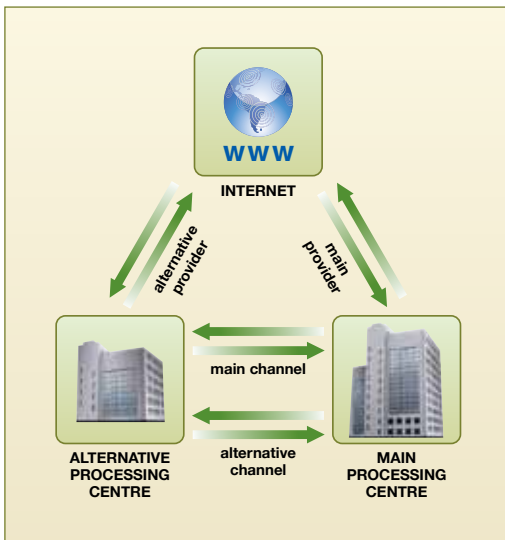 WWW
INTERNET
alternative
provider
main
provider
main channel
alternative
channel
ALTERNATIVE
PROCESSING
CENTRE
MAIN
PROCESSING
CENTRE